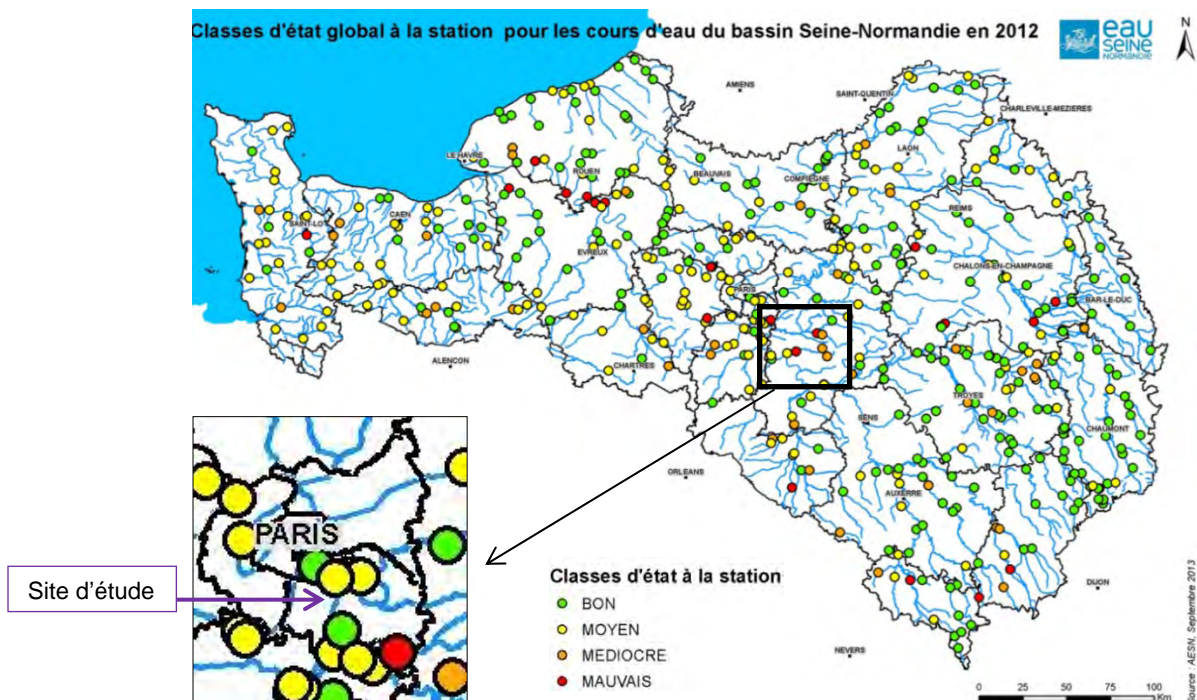 Classes d'état global à la station pour les cours d'eau du bassin Seine-Normandie en 2012
eau
SEINE
NORMANDIE
N
AMIENS
SAINT-QUENTIN
CHARLEVILLE-MEZIERES
LAON
LE HAVRE
ROUEN
BEAUVAIS
COMPIEGNE
REIMS
SAINT-LO
CAEN
EVREUX
PARIS
CHALONS-EN-CHAMPAGNE
BAR-LE-DUC
ALENCON
CHARTRES
TROYES
SENS
CHAUMONT
ORLEANS
AUXERRE
DIJON
NEVERS
PARIS
Site d'étude
Classes d'état à la station
BON
MOYEN
MEDIOCRE
MAUVAIS
0 25 50 75 100
Km
Source : AESN, Septembre 2013